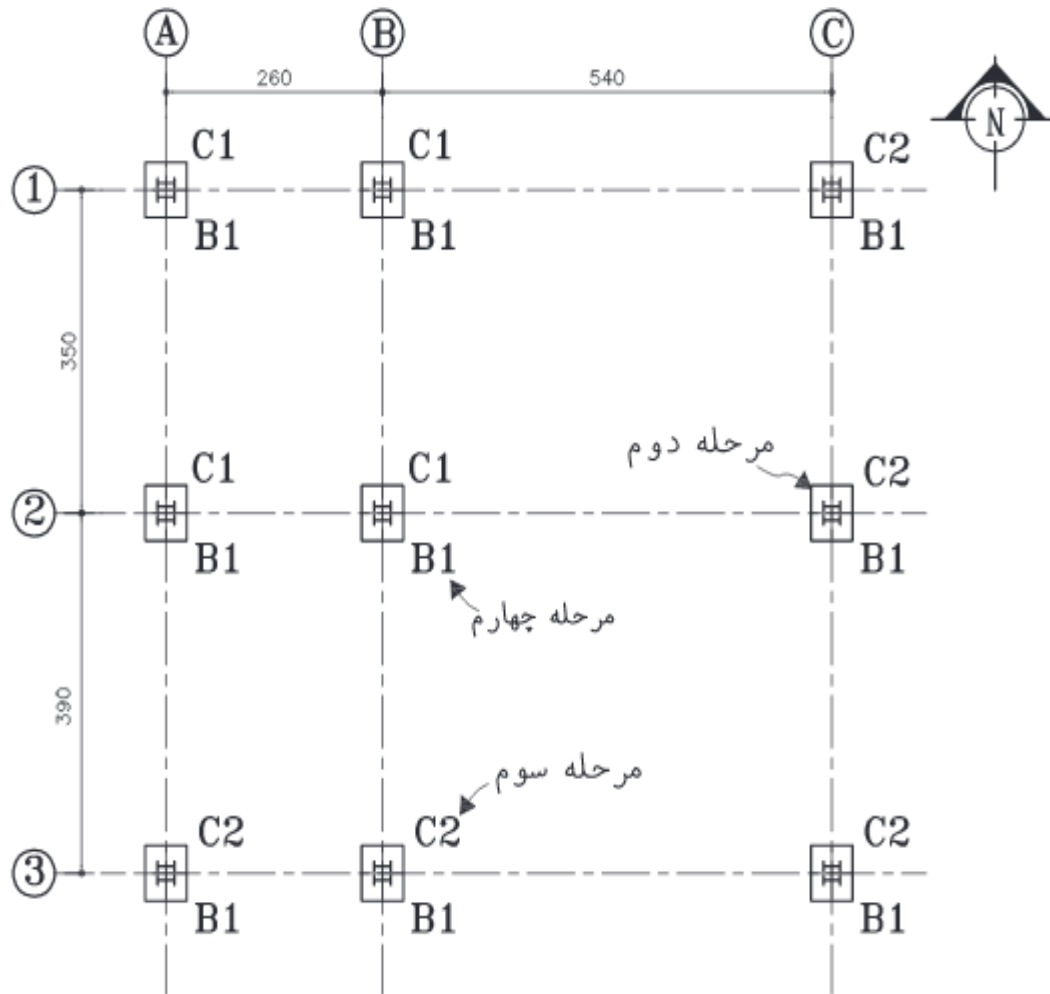 A B C
260 540
N
C1 C1 C2
1
B1 B1 B1
350
مرحله دوم
C1 C1 C2
2
B1 B1 B1
مرحله چهارم
390
مرحله سوم
C2 C2 C2
3
B1 B1 B1